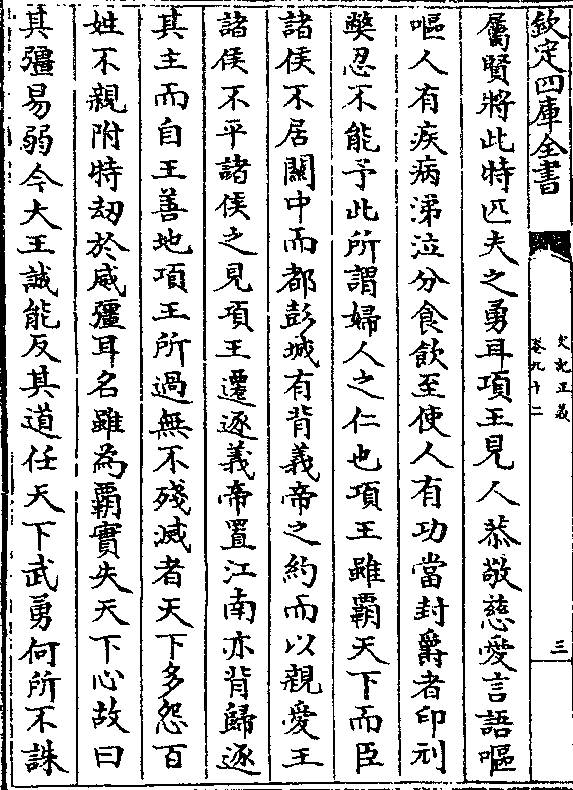 欽定四庫全書
史記正義
卷九十二
三
屬賢將此特匹夫之勇耳項王見人恭敬慈愛言語嘔
嘔人有疾病涕泣分食飲至使人有功當封爵者印刓
獘忍不能予此所謂婦人之仁也項王雖霸天下而臣
諸侯不居關中而都彭城有背義帝之約而以親愛王
諸侯不平諸侯之見項王遷逐義帝置江南亦背歸逐
其主而自王善地項王所過無不殘滅者天下多怨百
姓不親附特刼於威彊耳名雖為霸實失天下心故曰
其彊易弱今大王誠能反其道任天下武勇何所不誅